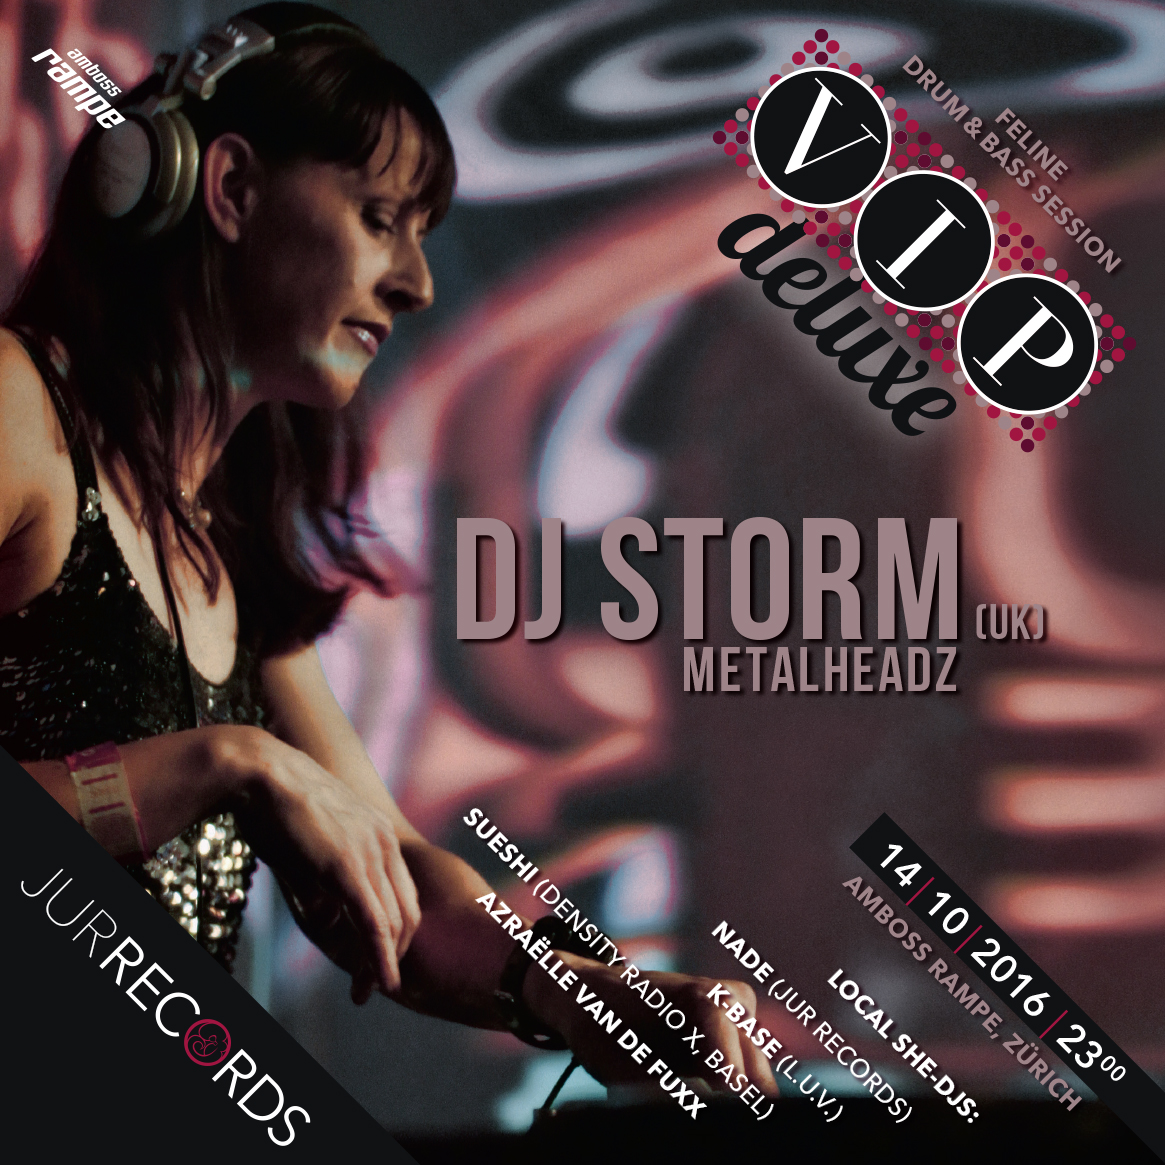 amboss
rampe
FELINE
DRUM & BASS SESSION
VIP
deluxe
DJ STORM (UK)
METALHEADZ
14|10|2016|23⁰⁰
AMBOSS RAMPE, ZÜRICH
LOCAL SHE-DJS:
NADE (JUR RECORDS)
K-BASE (L.U.V.)
SUESHI (DENSITY RADIO X, BASEL)
AZRAËLLE VAN DE FUXX
JURRECORDS